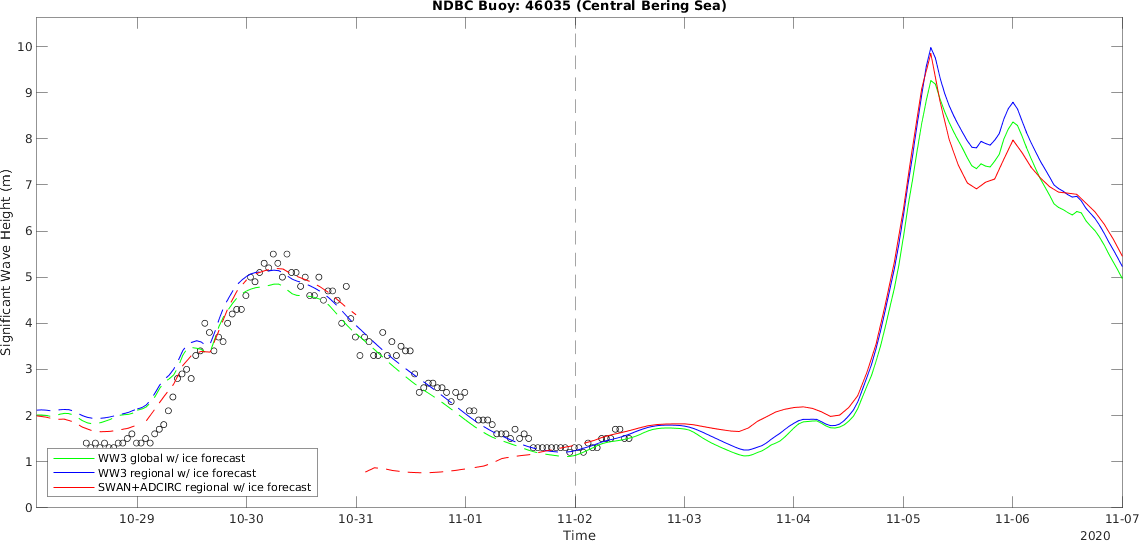 NDBC Buoy: 46035 (Central Bering Sea)
10
9
8
7
6
5
4
3
2
1
0
Significant Wave Height (m)
WW3 global w/ ice forecast
WW3 regional w/ ice forecast
SWAN+ADCIRC regional w/ ice forecast
10-29 10-30 10-31 11-01 11-02 11-03 11-04 11-05 11-06 11-07
Time
2020